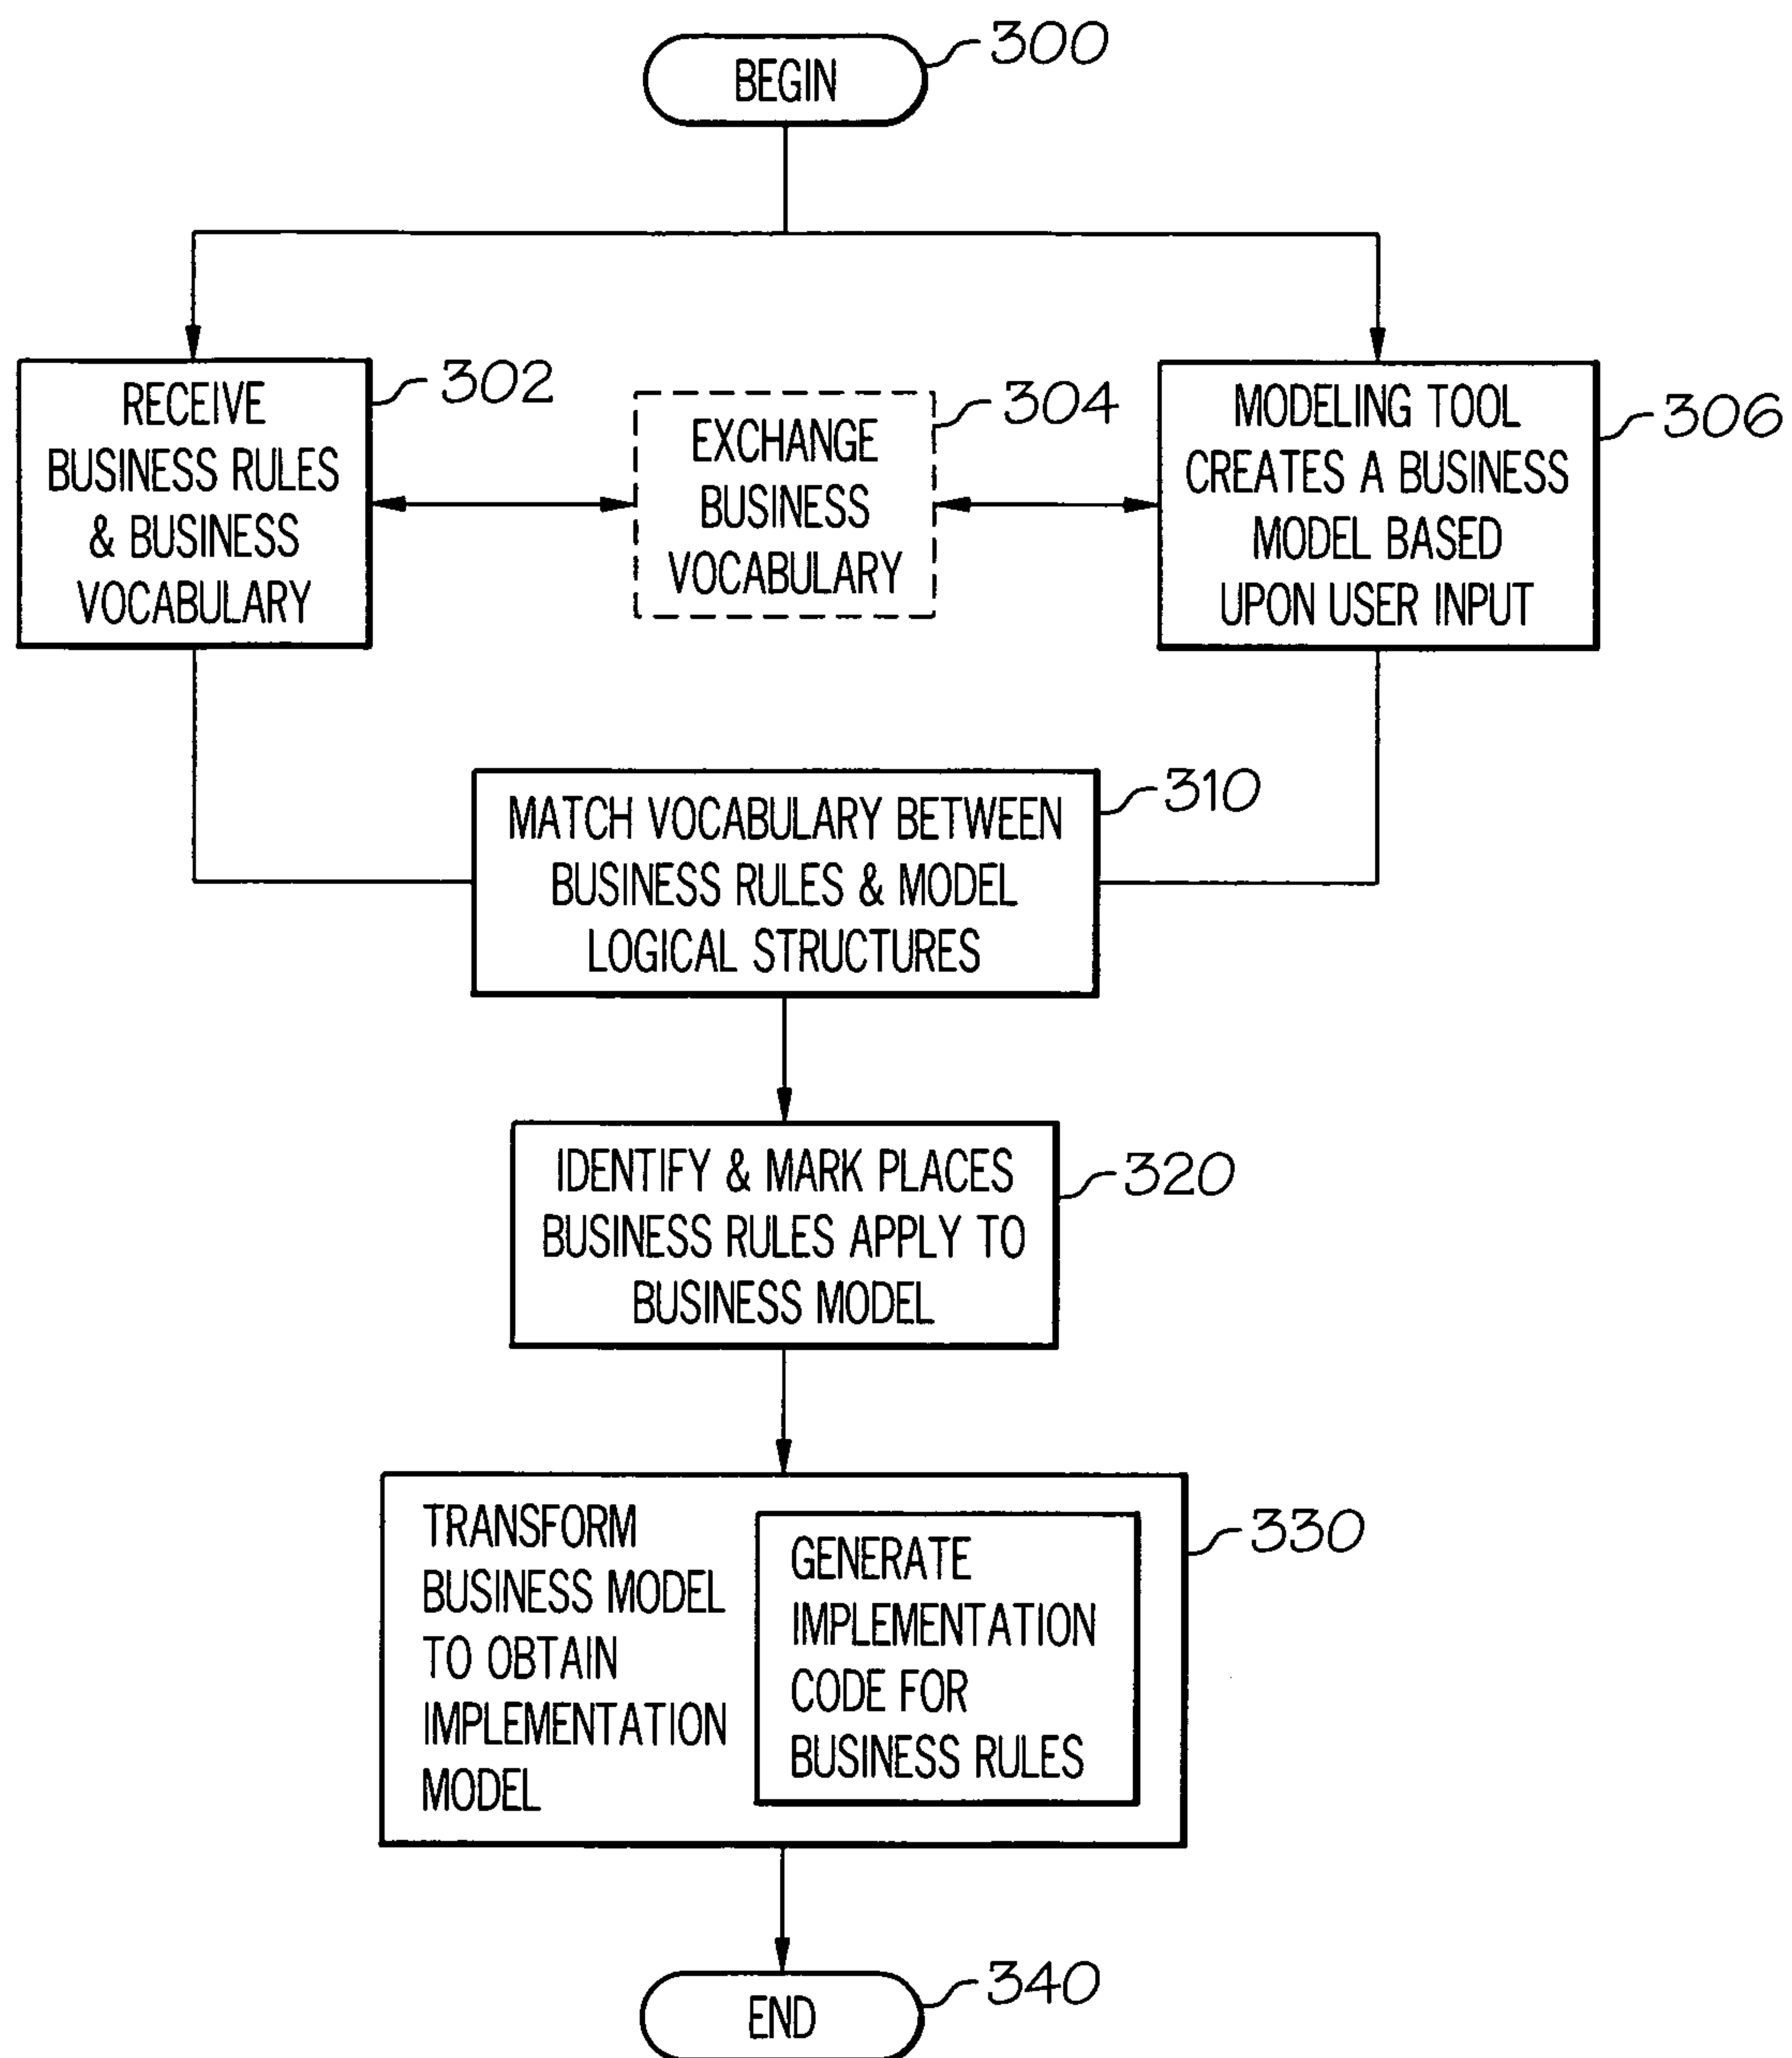 BEGIN
300
RECEIVE
BUSINESS RULES
& BUSINESS
VOCABULARY
302
EXCHANGE
BUSINESS
VOCABULARY
304
MODELING TOOL
CREATES A BUSINESS
MODEL BASED
UPON USER INPUT
306
MATCH VOCABULARY BETWEEN
BUSINESS RULES & MODEL
LOGICAL STRUCTURES
310
IDENTIFY & MARK PLACES
BUSINESS RULES APPLY TO
BUSINESS MODEL
320
TRANSFORM
BUSINESS MODEL
TO OBTAIN
IMPLEMENTATION
MODEL
GENERATE
IMPLEMENTATION
CODE FOR
BUSINESS RULES
330
END
340